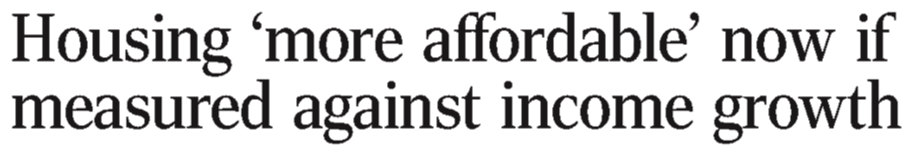 Housing ‘more affordable’ now if
measured against income growth